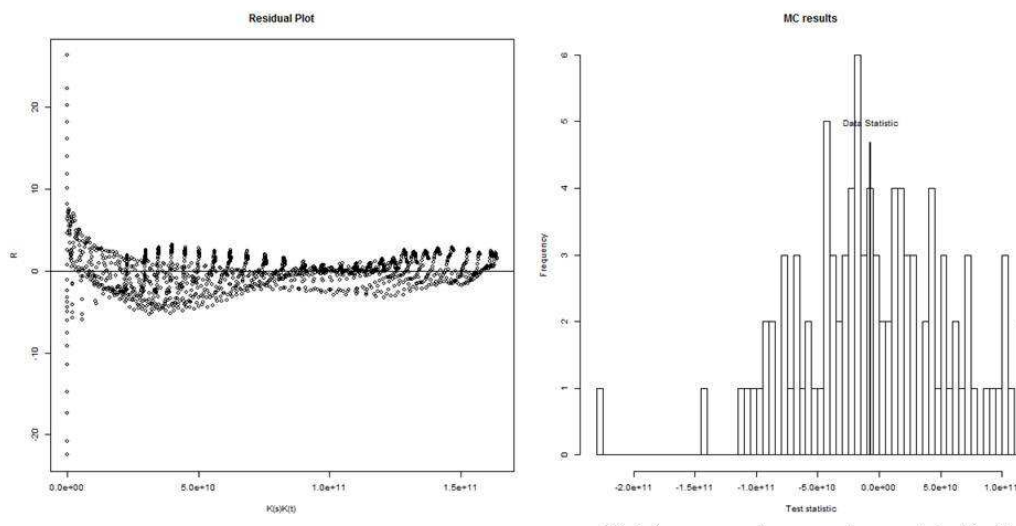 Residual Plot
20
10
0
-10
-20
R
0.0e+00 5.0e+10 1.0e+11 1.5e+11
K(s)K(t)
MC results
6
5
4
3
2
1
0
Frequency
Data Statistic
-2.0e+11 -1.5e+11 -1.0e+11 -5.0e+10 0.0e+00 5.0e+10 1.0e+11
Test statistic